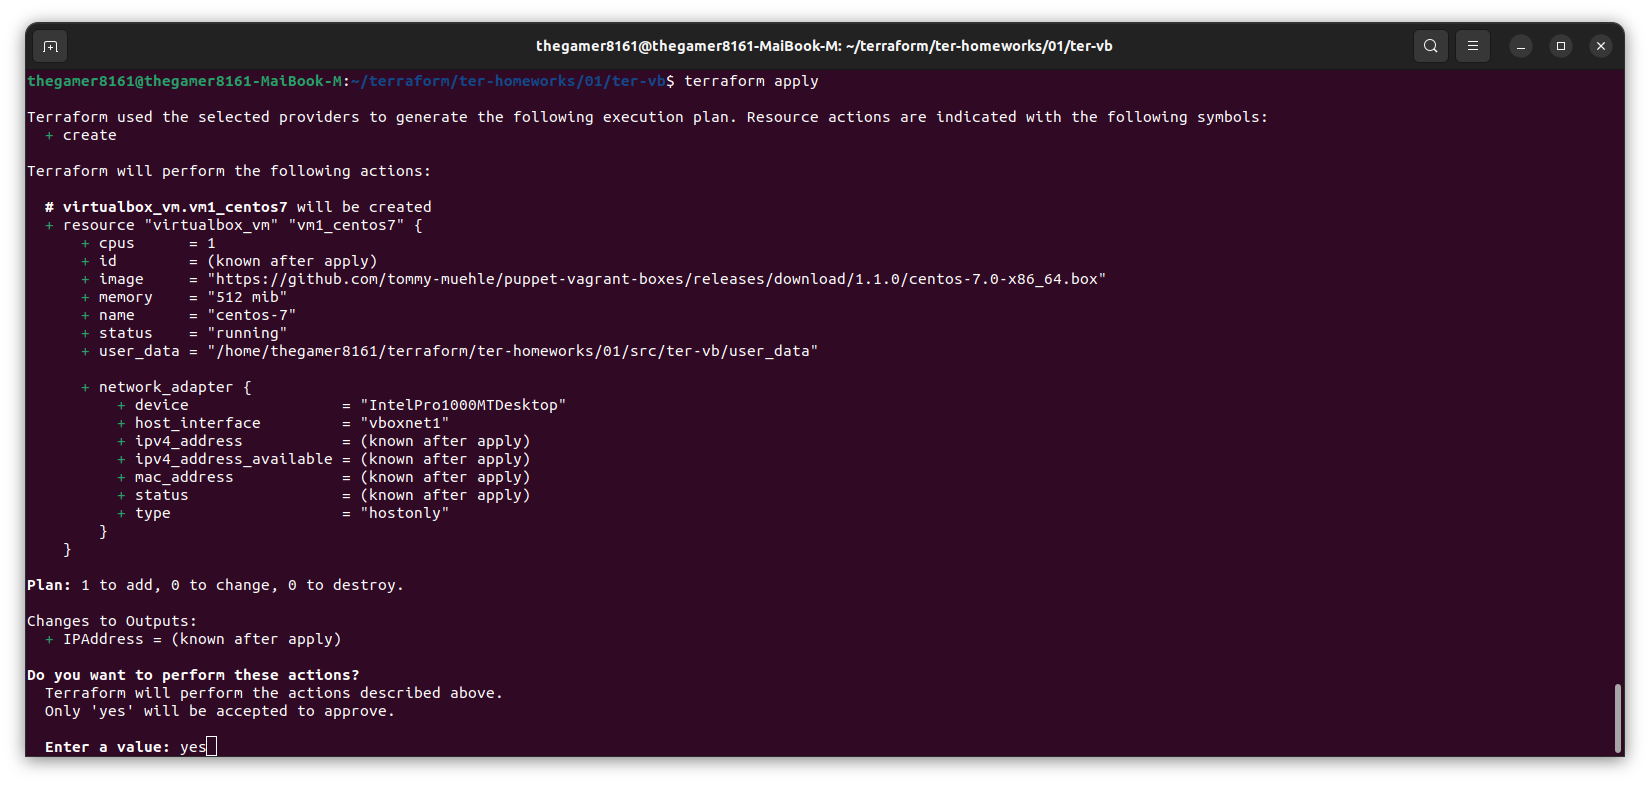 thegamer8161@thegamer8161-MaiBook-M: ~/terraform/ter-homeworks/01/ter-vb
thegamer8161@thegamer8161-MaiBook-M:~/terraform/ter-homeworks/01/ter-vb$ terraform apply
Terraform used the selected providers to generate the following execution plan. Resource actions are indicated with the following symbols:
+ create
Terraform will perform the following actions:
# virtualbox_vm.vm1_centos7 will be created
+ resource "virtualbox_vm" "vm1_centos7" {
+ cpus = 1
+ id = (known after apply)
+ image = "https://github.com/tommy-muehle/puppet-vagrant-boxes/releases/download/1.1.0/centos-7.0-x86_64.box"
+ memory = "512 mib"
+ name = "centos-7"
+ status = "running"
+ user_data = "/home/thegamer8161/terraform/ter-homeworks/01/src/ter-vb/user_data"
+ network_adapter {
+ device = "IntelPro1000MTDesktop"
+ host_interface = "vboxnet1"
+ ipv4_address = (known after apply)
+ ipv4_address_available = (known after apply)
+ mac_address = (known after apply)
+ status = (known after apply)
+ type = "hostonly"
}
}
Plan: 1 to add, 0 to change, 0 to destroy.
Changes to Outputs:
+ IPAddress = (known after apply)
Do you want to perform these actions?
Terraform will perform the actions described above.
Only 'yes' will be accepted to approve.
Enter a value: yes